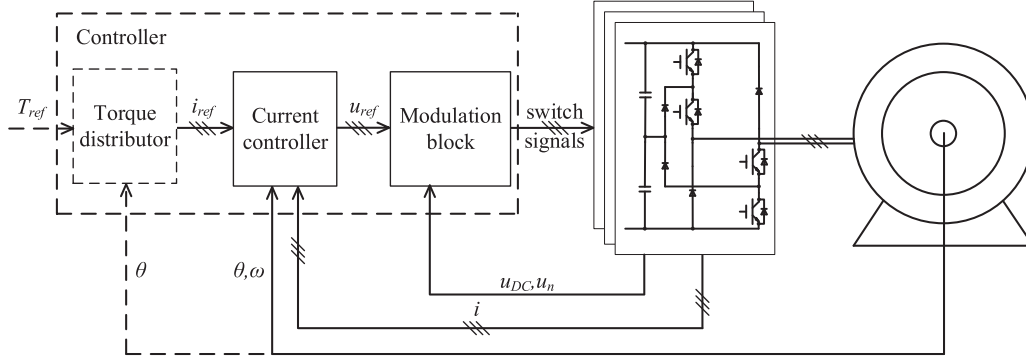 Controller
T_ref
Torque
distributor
i_ref
Current
controller
u_ref
Modulation
block
switch
signals
θ
θ,ω
u_DC,u_n
i